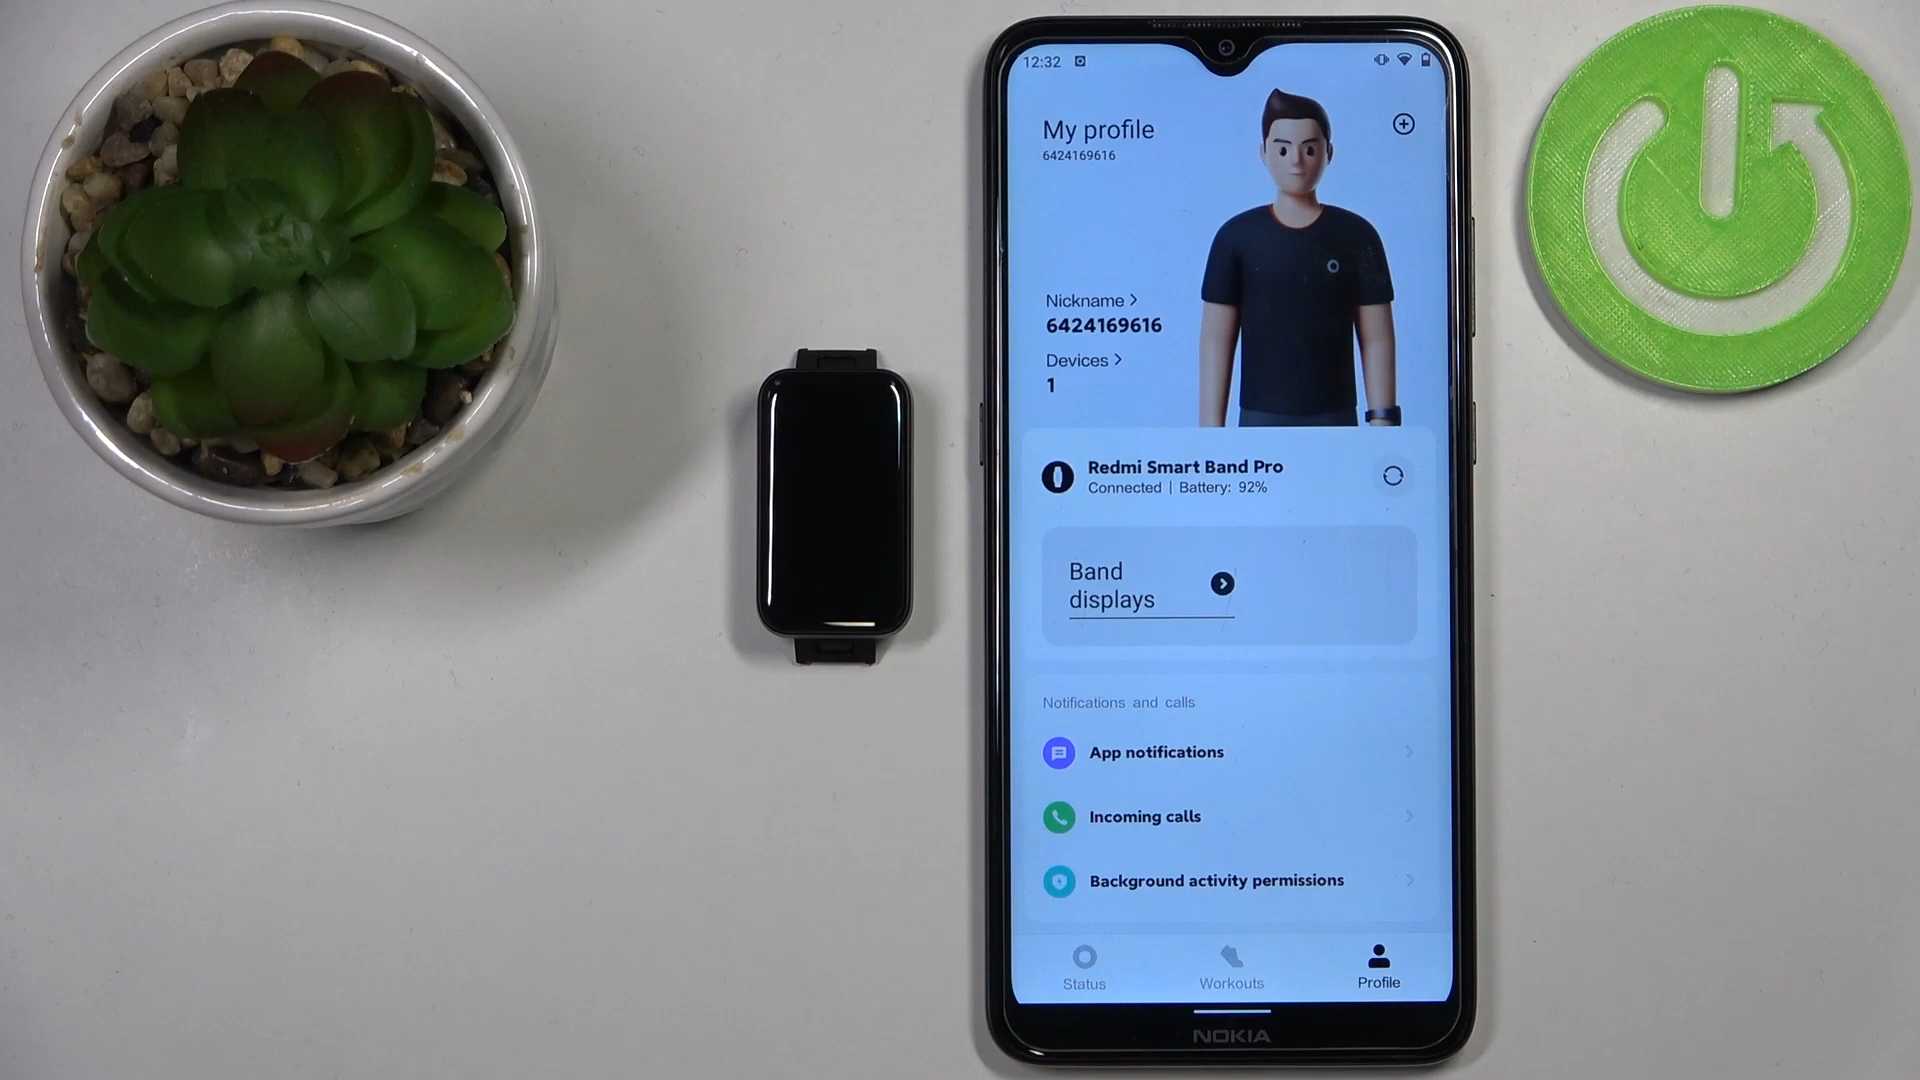 12:32
My profile
6424169616
Nickname >
6424169616
Devices >
1
Redmi Smart Band Pro
Connected | Battery: 92%
Band
displays
Notifications and calls
App notifications
Incoming calls
Background activity permissions
Status
Workouts
Profile
NOKIA